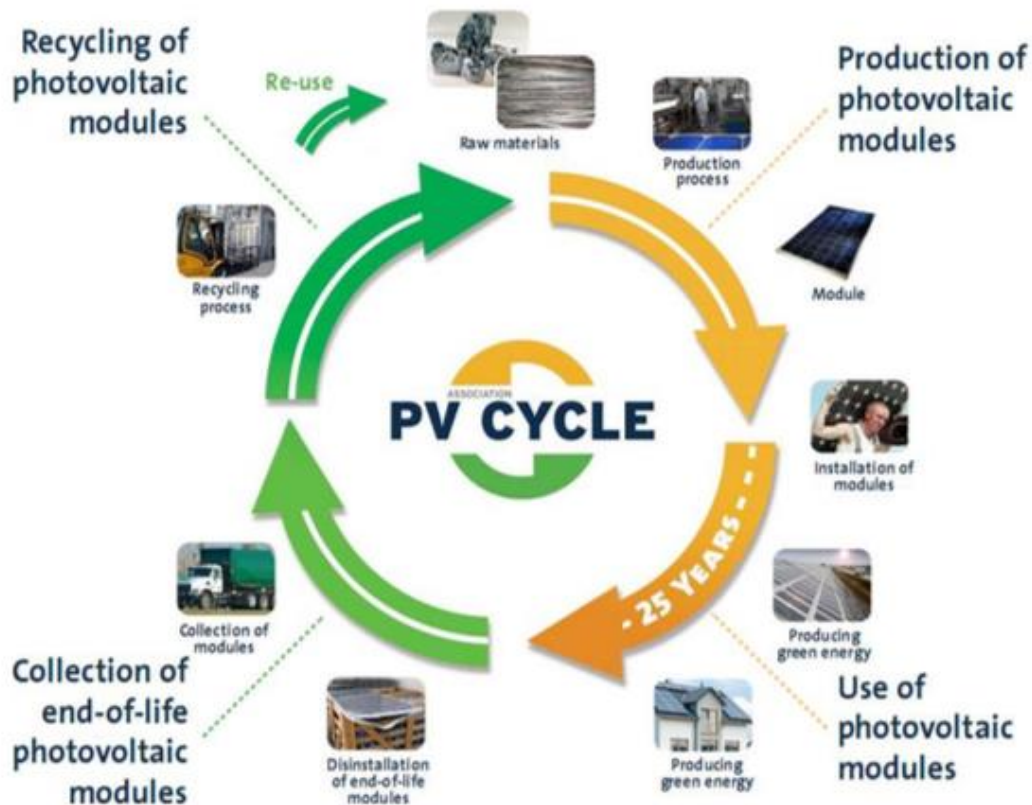 Recycling of
photovoltaic
modules
Re-use
Raw materials
Production
process
Production of
photovoltaic
modules
Module
Installation of
modules
- 25 YEARS - - -
Producing
green energy
Use of
photovoltaic
modules
Producing
green energy
Disinstallation
of end-of-life
modules
Collection of
modules
Collection of
end-of-life
photovoltaic
modules
Recycling
process
ASSOCIATION
PV CYCLE